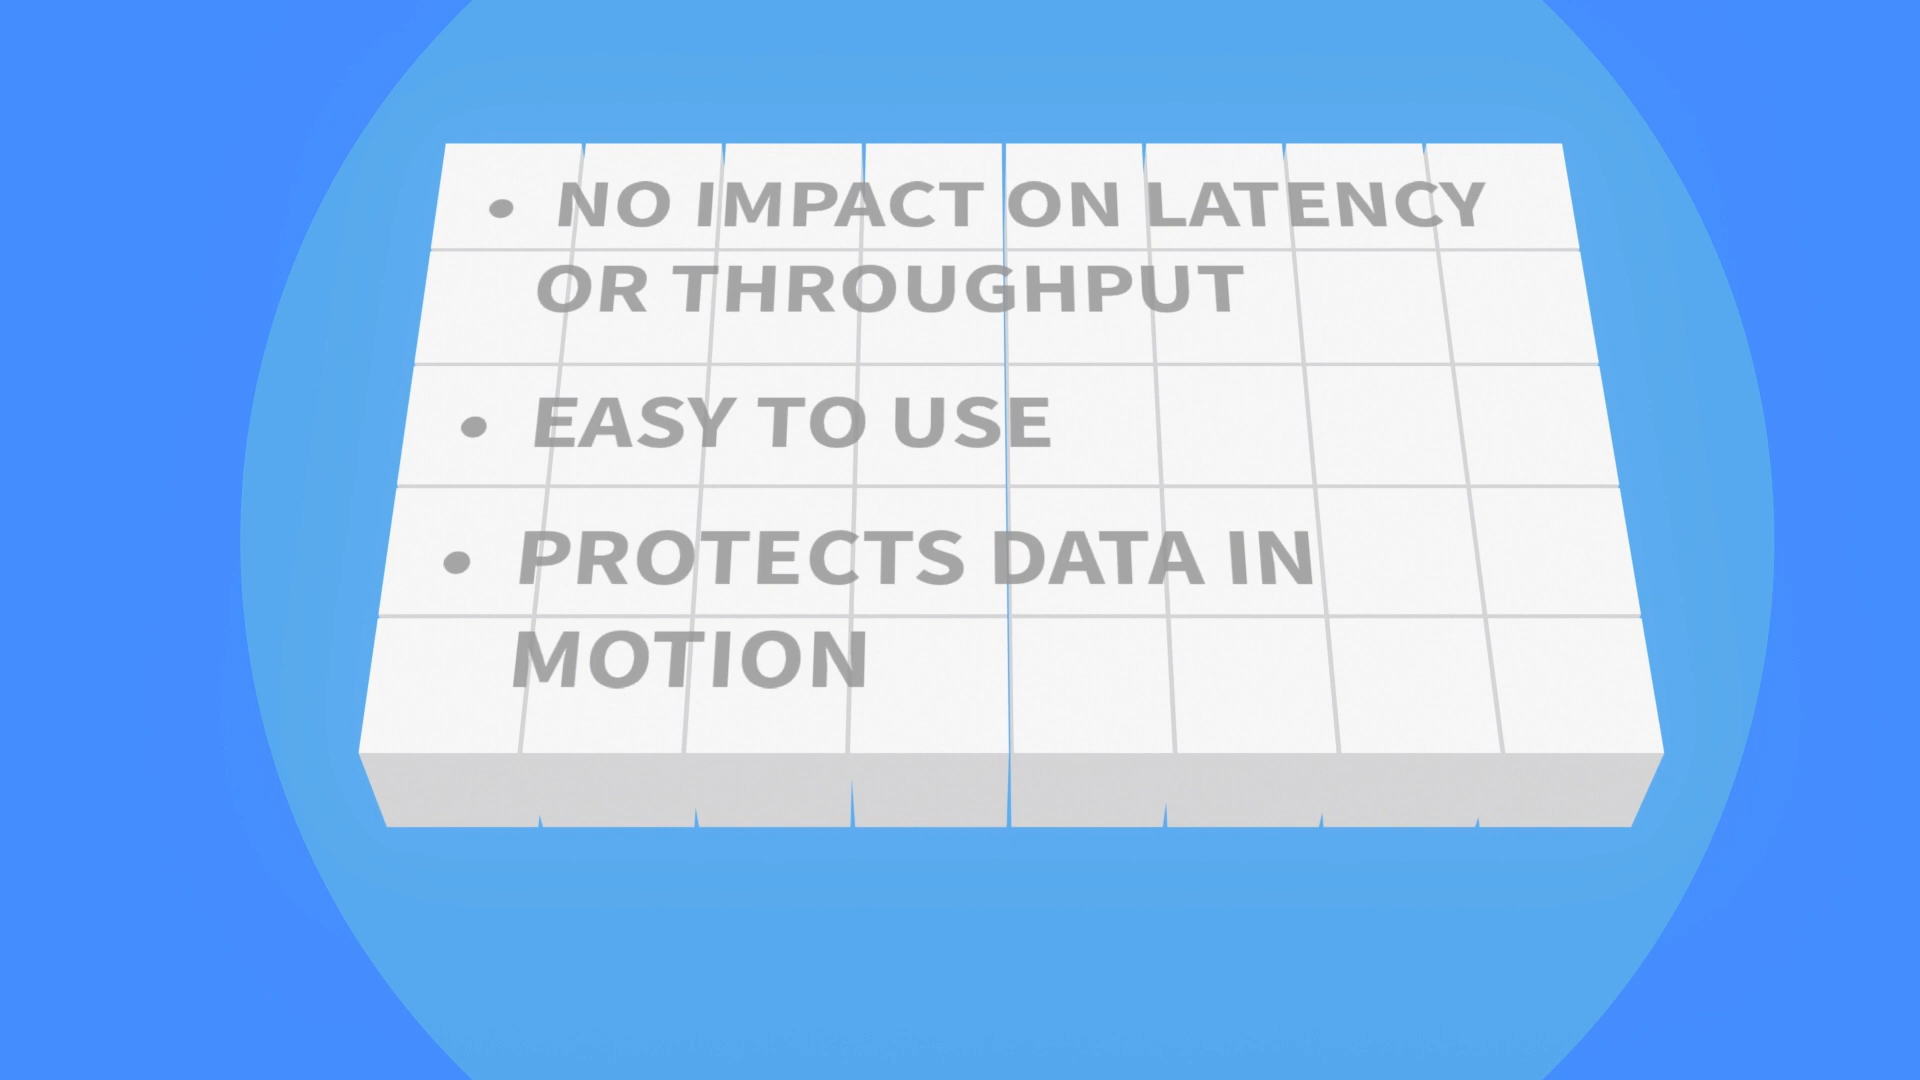 • NO IMPACT ON LATENCY
OR THROUGHPUT
• EASY TO USE
• PROTECTS DATA IN
MOTION